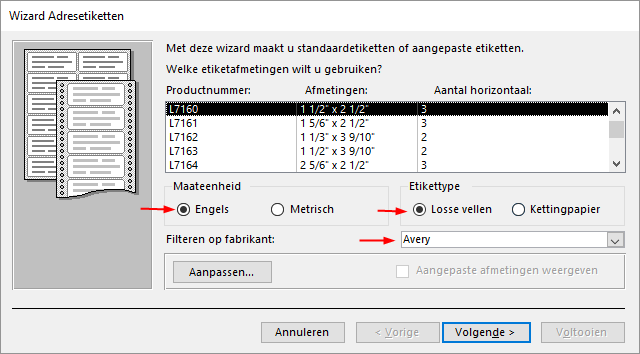 Wizard Adresetiketten
Met deze wizard maakt u standaardetiketten of aangepaste etiketten.
Welke etiketafmetingen wilt u gebruiken?
Productnummer: Afmetingen: Aantal horizontaal:
L7160 1 1/2" x 2 1/2" 3
L7161 1 5/6" x 2 1/2" 3
L7162 1 1/3" x 3 9/10" 2
L7163 1 1/2" x 3 9/10" 2
L7164 2 5/6" x 2 1/2" 3
Maateenheid Etikettype
Engels Metrisch Losse vellen Kettingpapier
Filteren op fabrikant: Avery
Aanpassen... Aangepaste afmetingen weergeven
Annuleren < Vorige Volgende > Voltooien